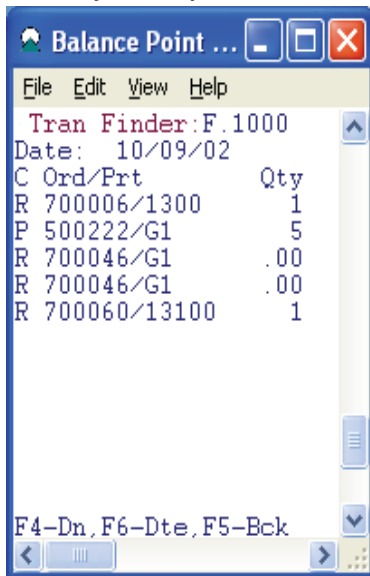 Balance Point ...
File Edit View Help
Tran Finder:F.1000
Date: 10/09/02
C Ord/Prt Qty
R 700006/1300 1
P 500222/G1 5
R 700046/G1 .00
R 700046/G1 .00
R 700060/13100 1
F4-Dn,F6-Dte,F5-Bck